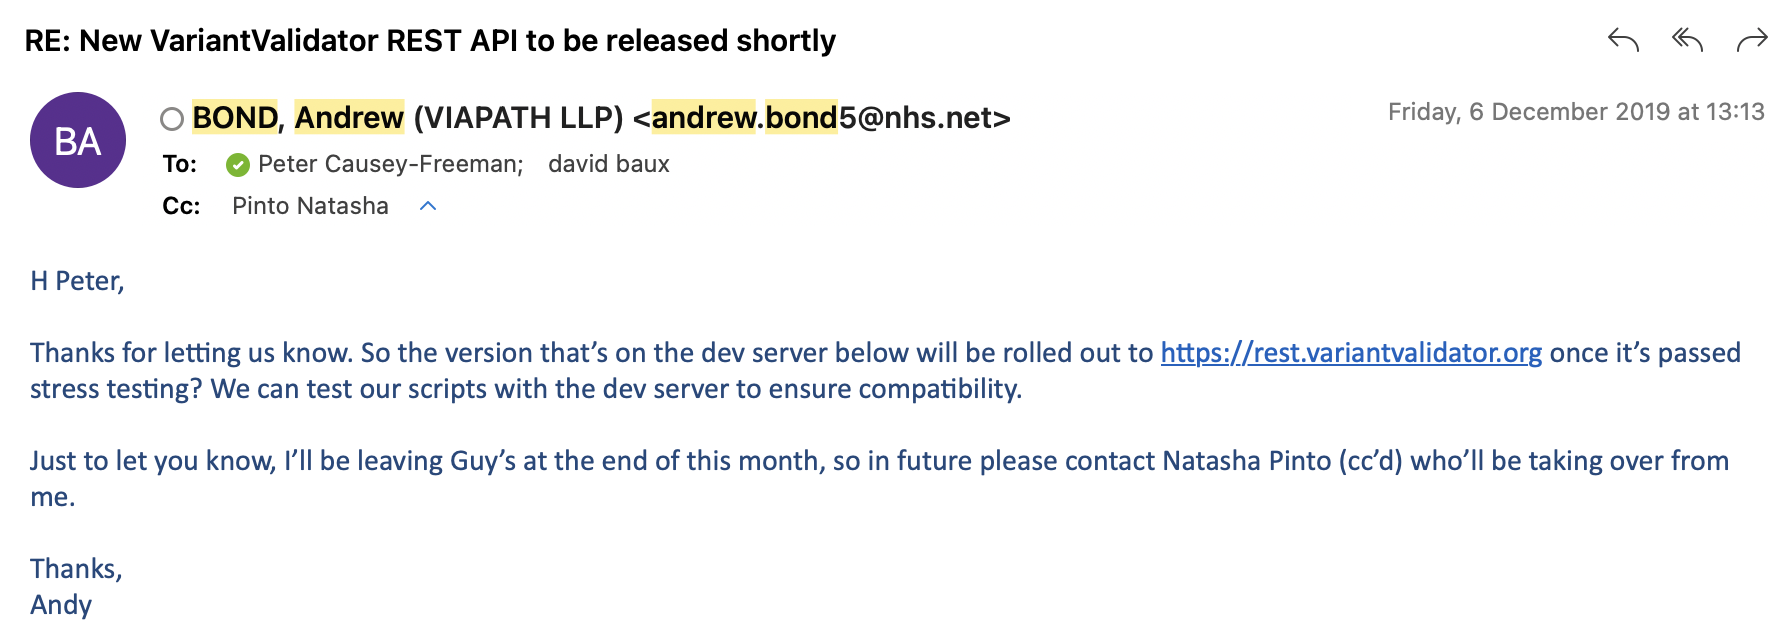 RE: New VariantValidator REST API to be released shortly
BA
BOND, Andrew (VIAPATH LLP) <andrew.bond5@nhs.net>
Friday, 6 December 2019 at 13:13
To: Peter Causey-Freeman; david baux
Cc: Pinto Natasha
H Peter,
Thanks for letting us know. So the version that’s on the dev server below will be rolled out to https://rest.variantvalidator.org once it’s passed
stress testing? We can test our scripts with the dev server to ensure compatibility.
Just to let you know, I’ll be leaving Guy’s at the end of this month, so in future please contact Natasha Pinto (cc’d) who’ll be taking over from
me.
Thanks,
Andy